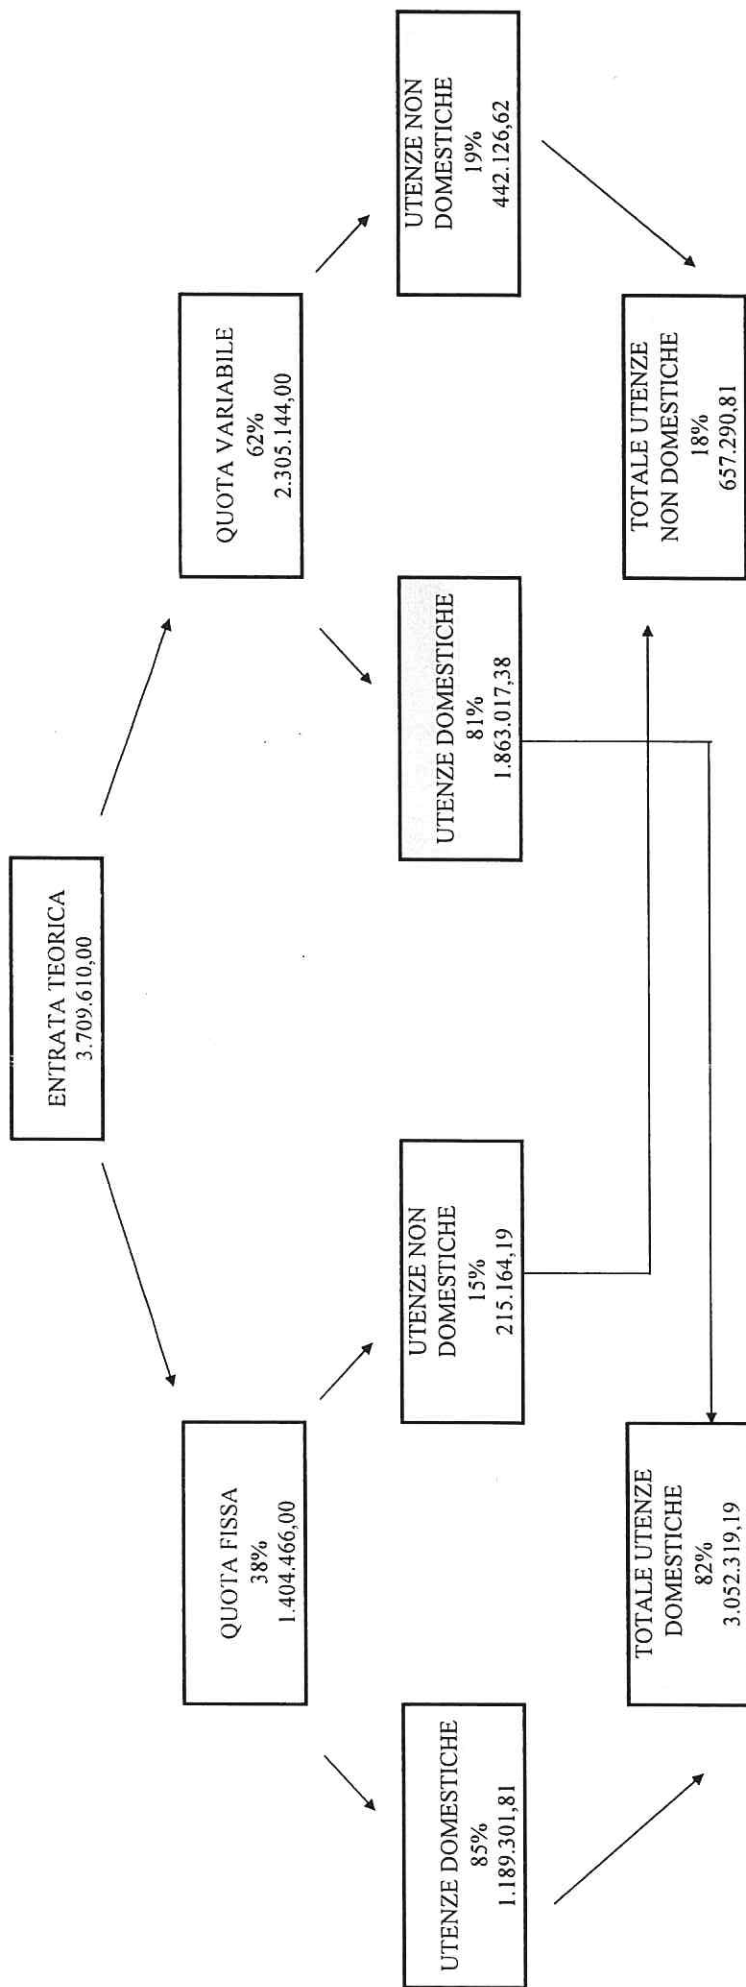 ENTRATA TEORICA
3.709.610,00
QUOTA FISSA
38%
1.404.466,00
QUOTA VARIABILE
62%
2.305.144,00
UTENZE DOMESTICHE
85%
1.189.301,81
UTENZE NON
DOMESTICHE
15%
215.164,19
UTENZE DOMESTICHE
81%
1.863.017,38
UTENZE NON
DOMESTICHE
19%
442.126,62
TOTALE UTENZE
DOMESTICHE
82%
3.052.319,19
TOTALE UTENZE
NON DOMESTICHE
18%
657.290,81